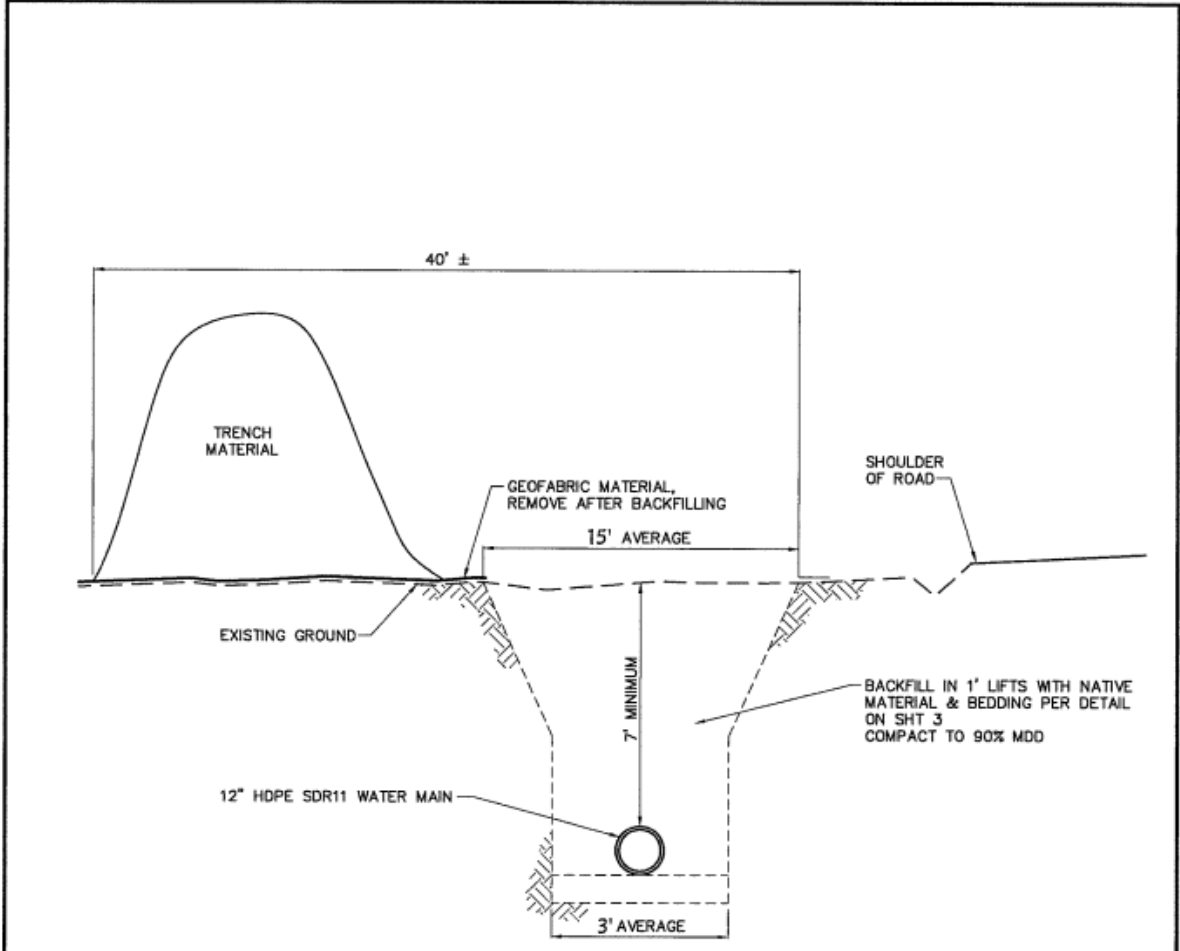 40' ±
TRENCH
MATERIAL
GEOFABRIC MATERIAL,
REMOVE AFTER BACKFILLING
15' AVERAGE
SHOULDER
OF ROAD
EXISTING GROUND
7' MINIMUM
BACKFILL IN 1' LIFTS WITH NATIVE
MATERIAL & BEDDING PER DETAIL
ON SHT 3
COMPACT TO 90% MDD
12" HDPE SDR11 WATER MAIN
3' AVERAGE